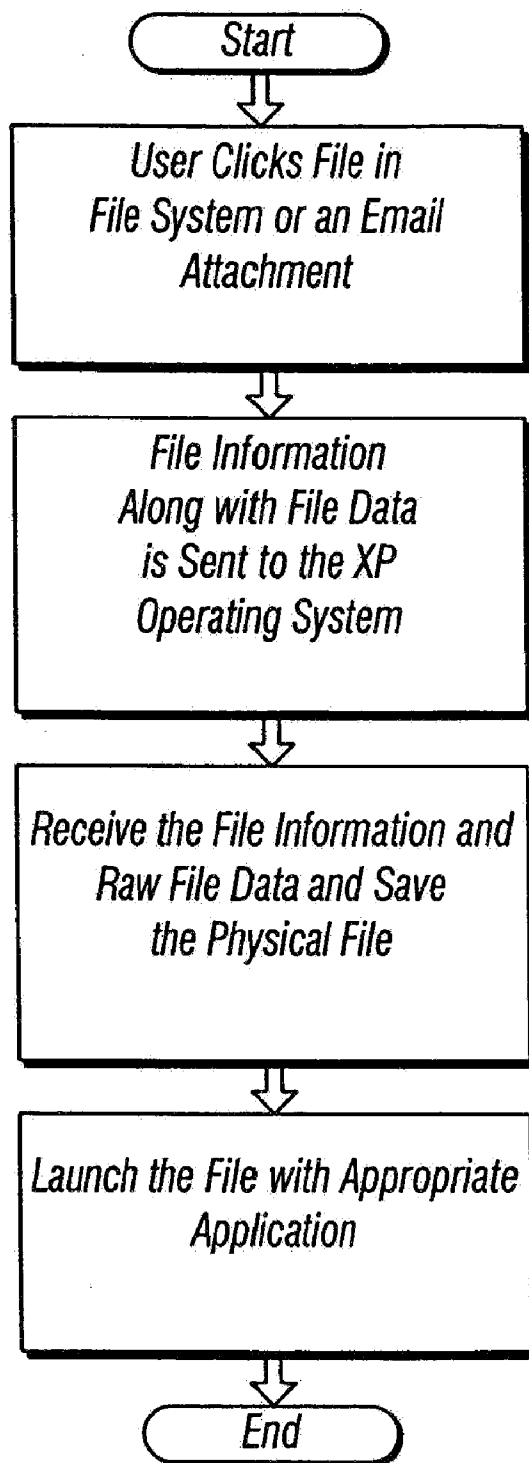 Start
User Clicks File in
File System or an Email
Attachment
File Information
Along with File Data
is Sent to the XP
Operating System
Receive the File Information and
Raw File Data and Save
the Physical File
Launch the File with Appropriate
Application
End